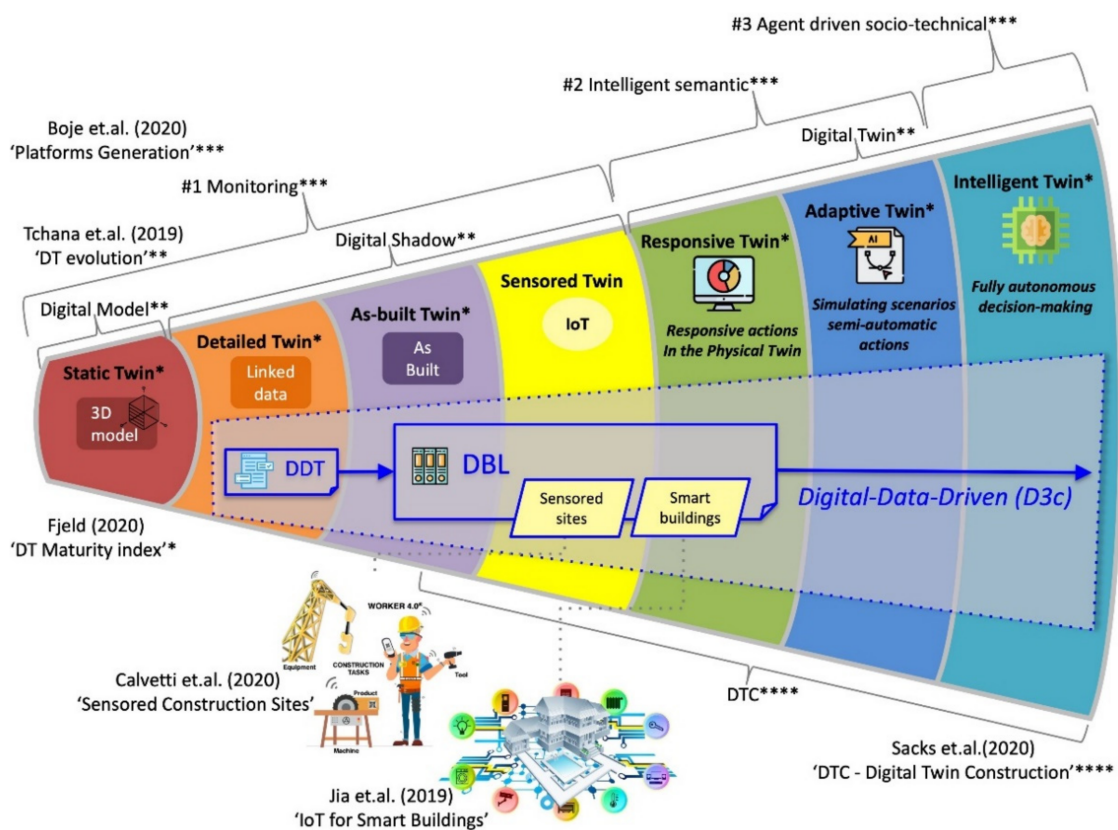 #3 Agent driven socio-technical***
#2 Intelligent semantic***
Boje et.al. (2020)
‘Platforms Generation’***
Digital Twin**
#1 Monitoring***
Intelligent Twin*
Fully autonomous
decision-making
Adaptive Twin*
AI
Simulating scenarios
semi-automatic
actions
Tchana et.al. (2019)
‘DT evolution’**
Digital Shadow**
Responsive Twin*
Responsive actions
In the Physical Twin
Sensored Twin
IoT
Digital Model**
As-built Twin*
As
Built
Detailed Twin*
Linked
data
Static Twin*
3D
model
DDT
DBL
Sensored
sites
Smart
buildings
Digital-Data-Driven (D3c)
Fjeld (2020)
‘DT Maturity index’*
WORKER 4.0#
Equipment
CONSTRUCTION
TASKS
Tool
Product
Machine
Calvetti et.al. (2020)
‘Sensored Construction Sites’
DTC****
Sacks et.al.(2020)
‘DTC - Digital Twin Construction’****
Jia et.al. (2019)
‘IoT for Smart Buildings’